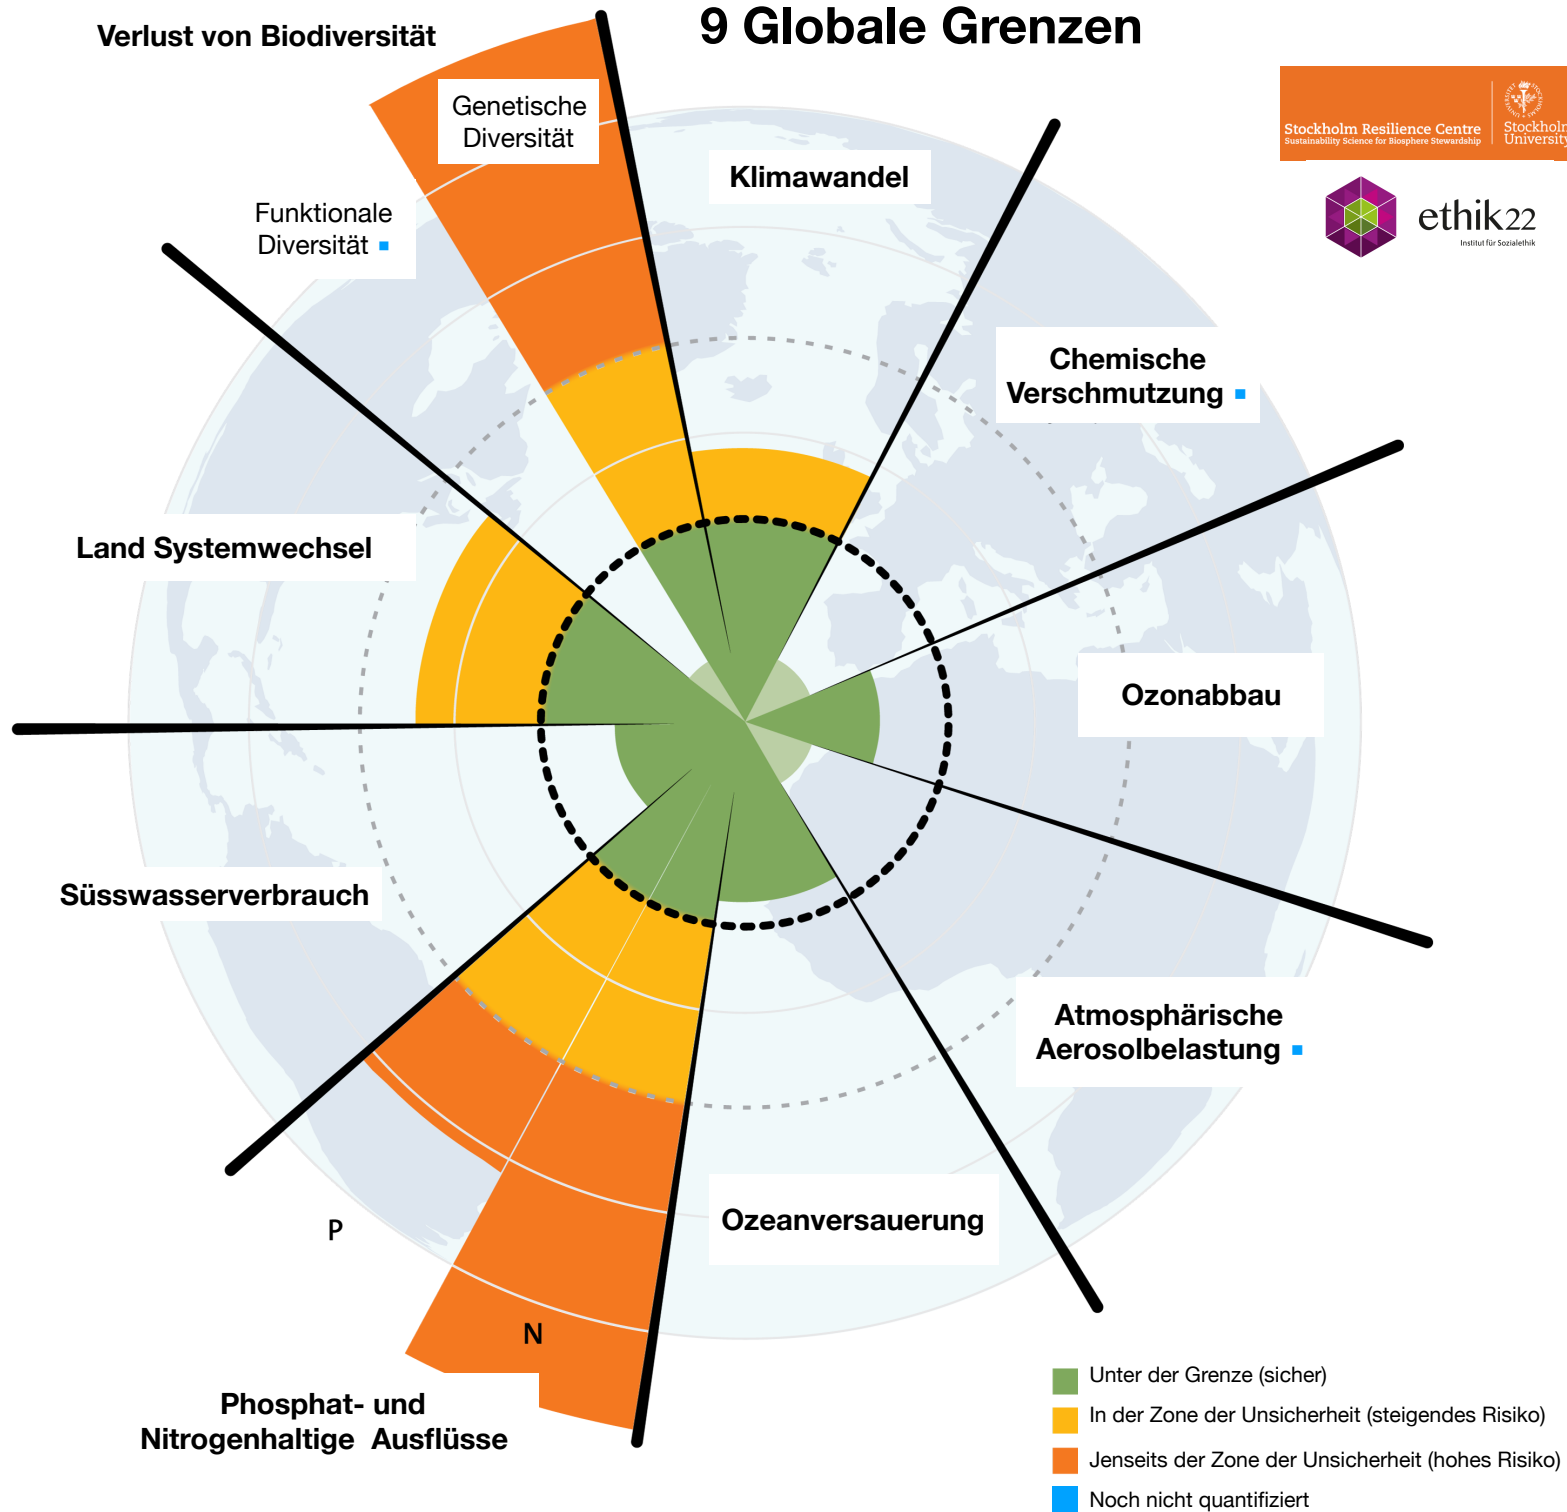 9 Globale Grenzen
Verlust von Biodiversität
Genetische
Diversität
Funktionale
Diversität
Klimawandel
Stockholm Resilience Centre
Sustainability Science for Biosphere Stewardship
Stockholm
University
ethik22
Institut für Sozialethik
Chemische
Verschmutzung
Land Systemwechsel
Ozonabbau
Süsswasserverbrauch
Atmosphärische
Aerosolbelastung
Ozeanversauerung
P
N
Phosphat- und
Nitrogenhaltige Ausflüsse
Unter der Grenze (sicher)
In der Zone der Unsicherheit (steigendes Risiko)
Jenseits der Zone der Unsicherheit (hohes Risiko)
Noch nicht quantifiziert